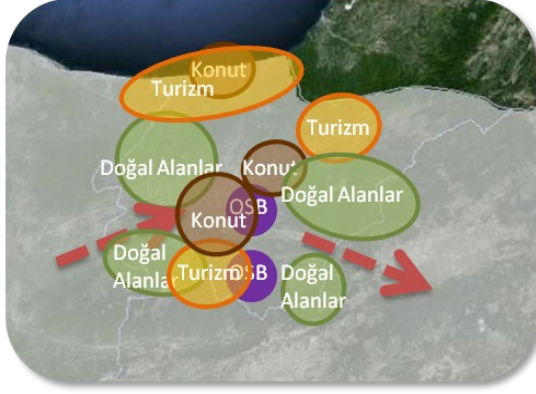 Konut
Turizm
Turizm
Doğal Alanlar
Konut
Doğal Alanlar
OSB
Konut
Doğal
Alanlar
Turizm
OSB
Doğal
Alanlar